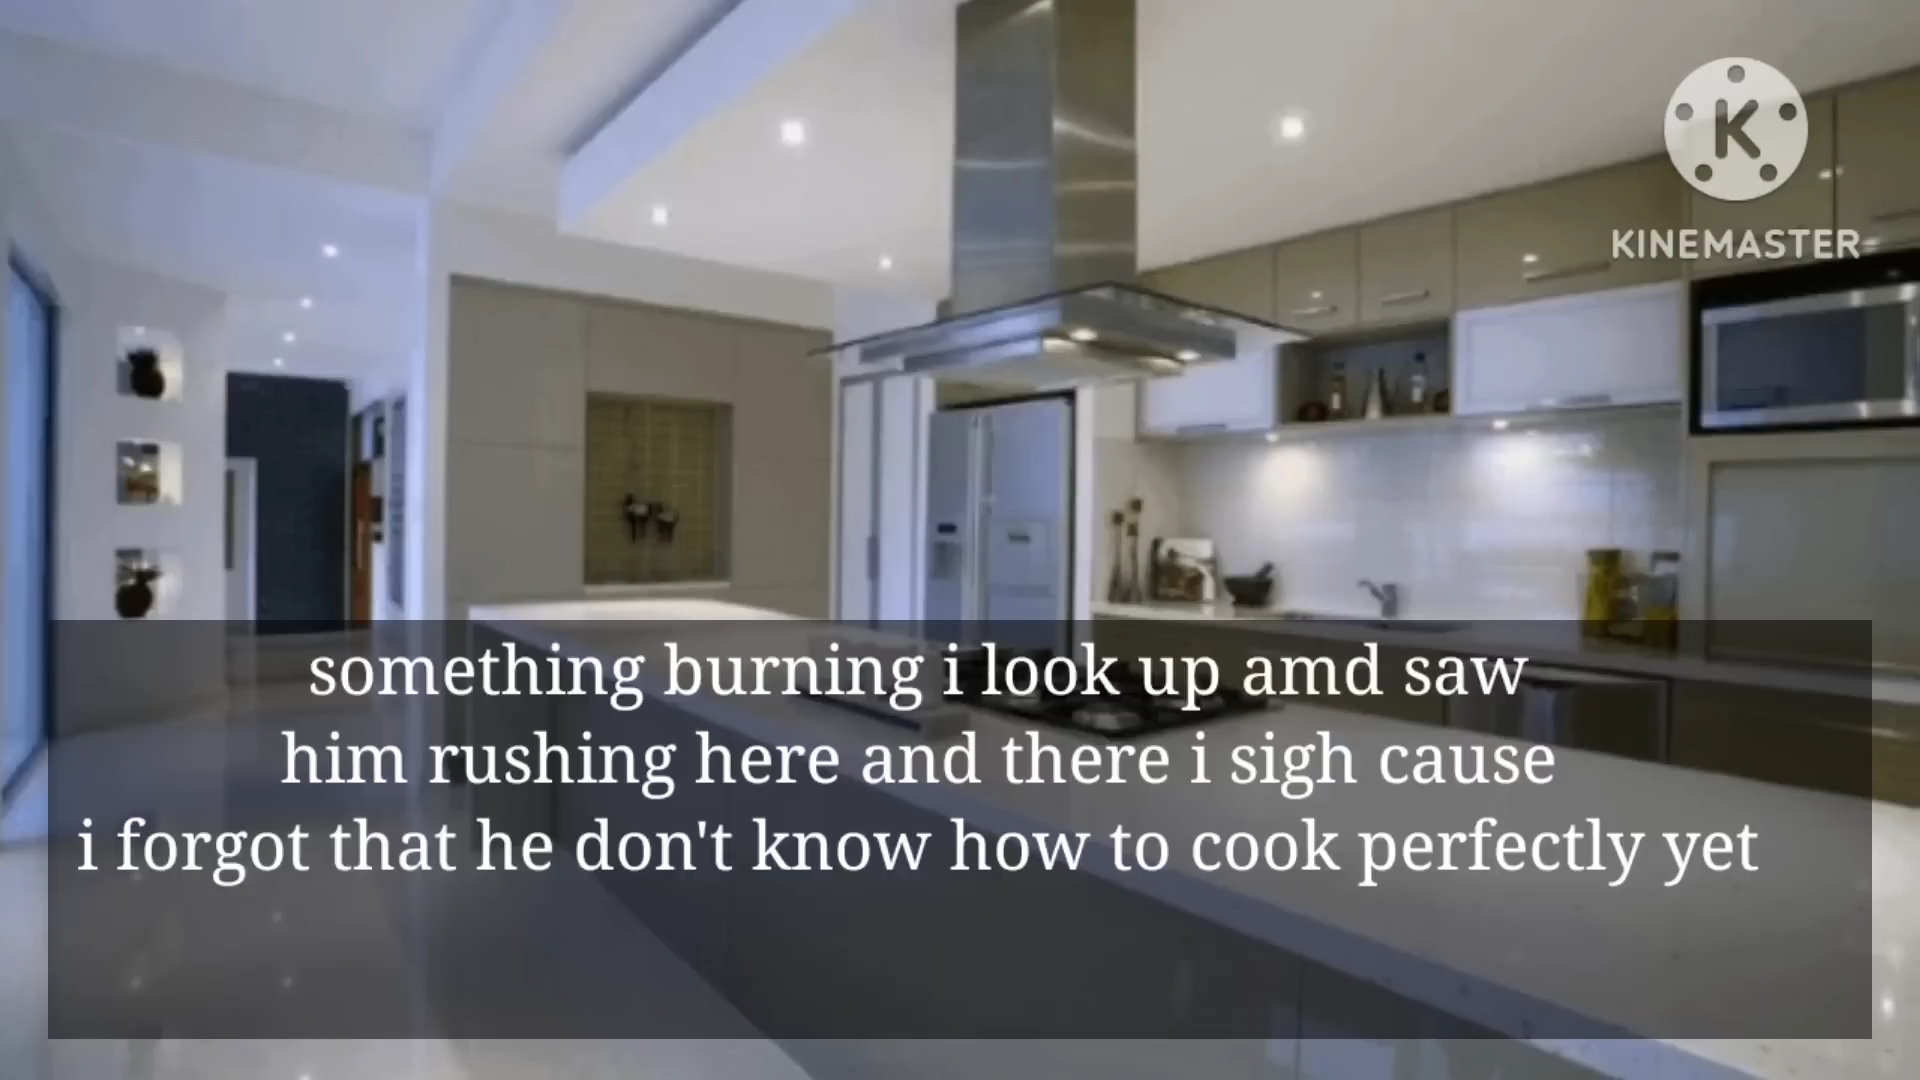 K
KINEMASTER
something burning i look up amd saw
him rushing here and there i sigh cause
i forgot that he don't know how to cook perfectly yet